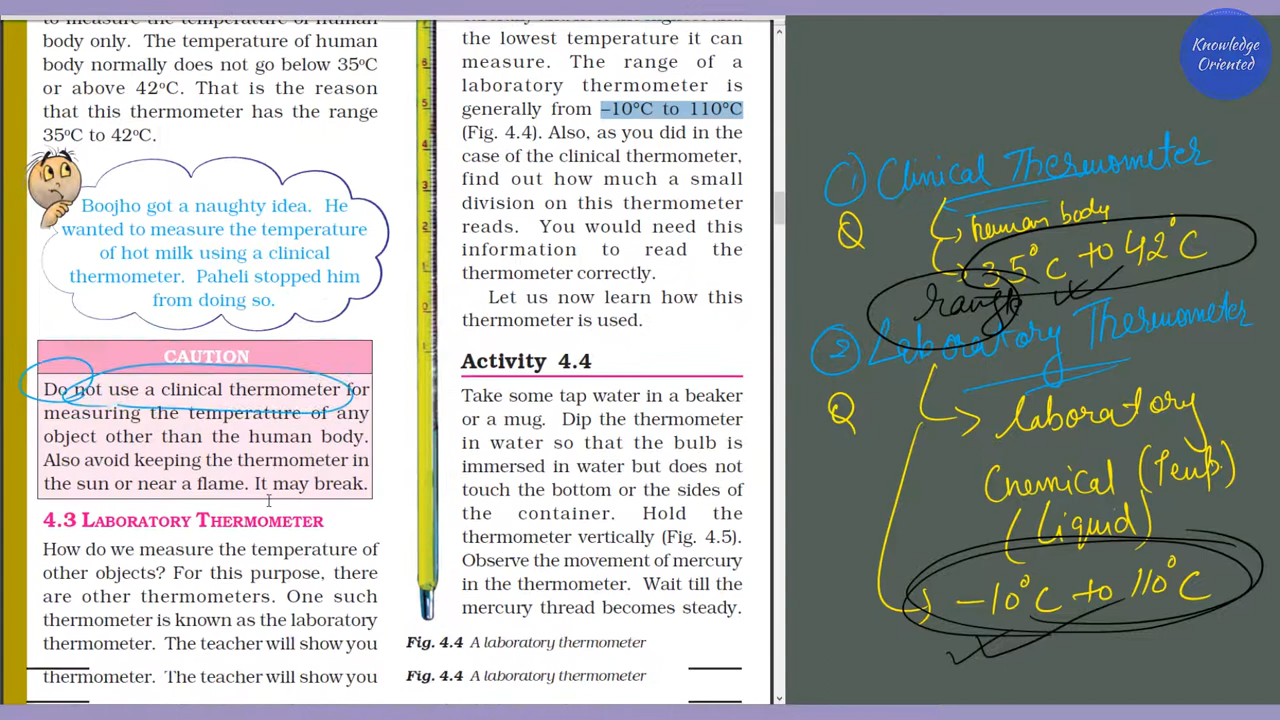 to measure the temperature of human
body only. The temperature of human
body normally does not go below 35°C
or above 42°C. That is the reason
that this thermometer has the range
35°C to 42°C.
Boojho got a naughty idea. He
wanted to measure the temperature
of hot milk using a clinical
thermometer. Paheli stopped him
from doing so.
CAUTION
Do not use a clinical thermometer for
measuring the temperature of any
object other than the human body.
Also avoid keeping the thermometer in
the sun or near a flame. It may break.
4.3 LABORATORY THERMOMETER
How do we measure the temperature of
other objects? For this purpose, there
are other thermometers. One such
thermometer is known as the laboratory
thermometer. The teacher will show you
thermometer. The teacher will show you
the lowest temperature it can
measure. The range of a
laboratory thermometer is
generally from –10°C to 110°C
(Fig. 4.4). Also, as you did in the
case of the clinical thermometer,
find out how much a small
division on this thermometer
reads. You would need this
information to read the
thermometer correctly.
Let us now learn how this
thermometer is used.
Activity 4.4
Take some tap water in a beaker
or a mug. Dip the thermometer
in water so that the bulb is
immersed in water but does not
touch the bottom or the sides of
the container. Hold the
thermometer vertically (Fig. 4.5).
Observe the movement of mercury
in the thermometer. Wait till the
mercury thread becomes steady.
Fig. 4.4 A laboratory thermometer
Fig. 4.4 A laboratory thermometer
Knowledge
Oriented
① Clinical Thermometer
Q
human body
35°C to 42°C
range
② Laboratory Thermometer
Q
laboratory
Chemical (Temp.)
(Liquid)
–10°C to 110°C